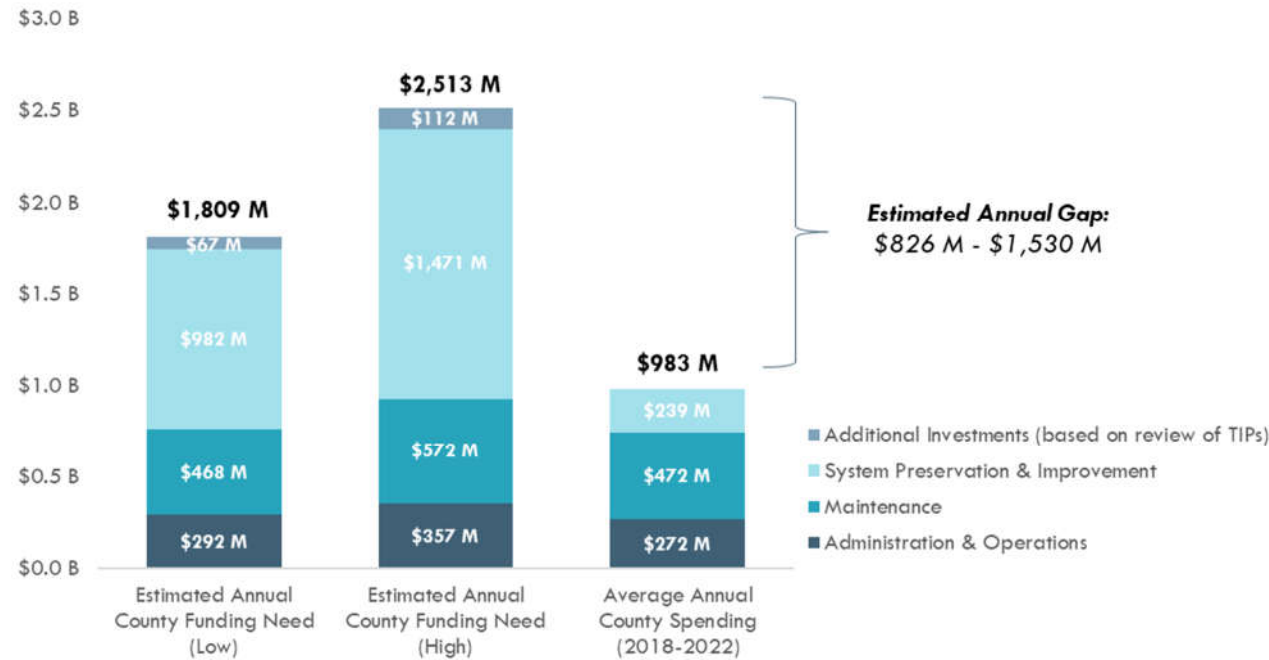 $3.0 B
$2.5 B
$2.0 B
$1.5 B
$1.0 B
$0.5 B
$0.0 B
$1,809 M
$67 M
$982 M
$468 M
$292 M
$2,513 M
$112 M
$1,471 M
$572 M
$357 M
$983 M
$239 M
$472 M
$272 M
Estimated Annual Gap:
$826 M - $1,530 M
Additional Investments (based on review of TIPs)
System Preservation & Improvement
Maintenance
Administration & Operations
Estimated Annual
County Funding Need
(Low)
Estimated Annual
County Funding Need
(High)
Average Annual
County Spending
(2018-2022)